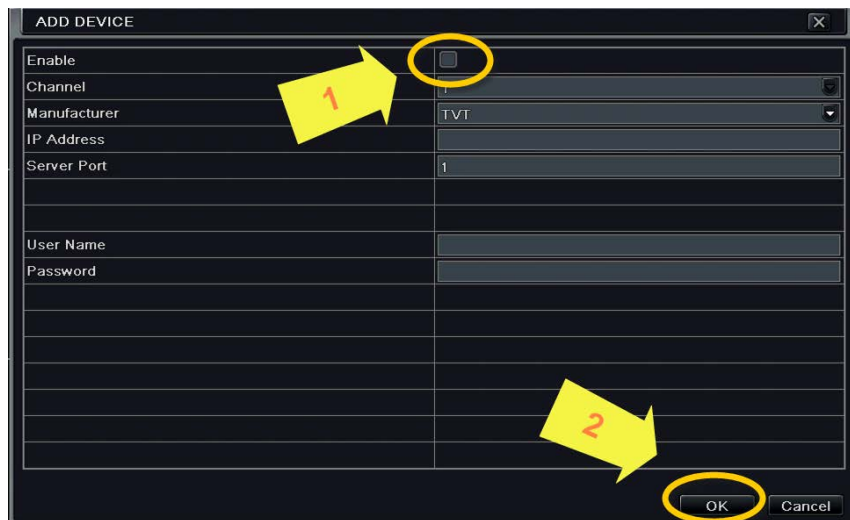 ADD DEVICE
Enable
Channel 1
Manufacturer TVT
IP Address
Server Port 1
User Name
Password
1
2
OK Cancel